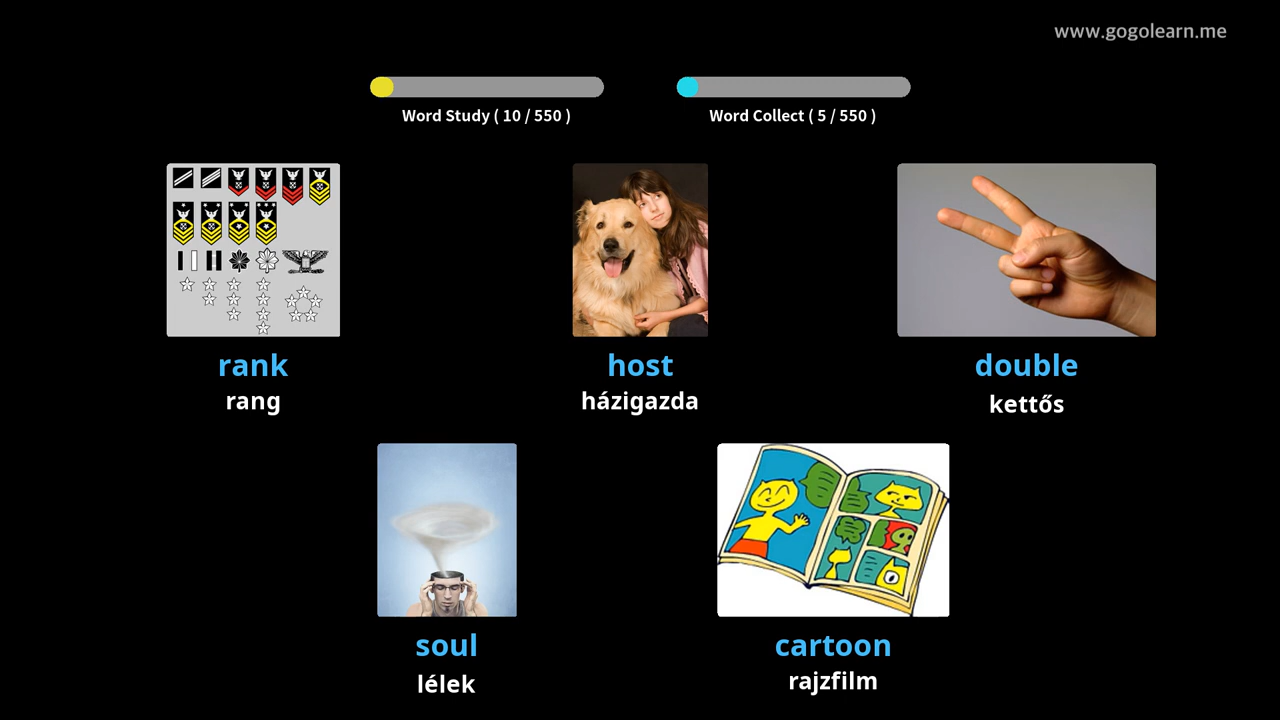 www.gogolearn.me
Word Study ( 10 / 550 )
Word Collect ( 5 / 550 )
rank
rang
host
házigazda
double
kettős
soul
lélek
cartoon
rajzfilm